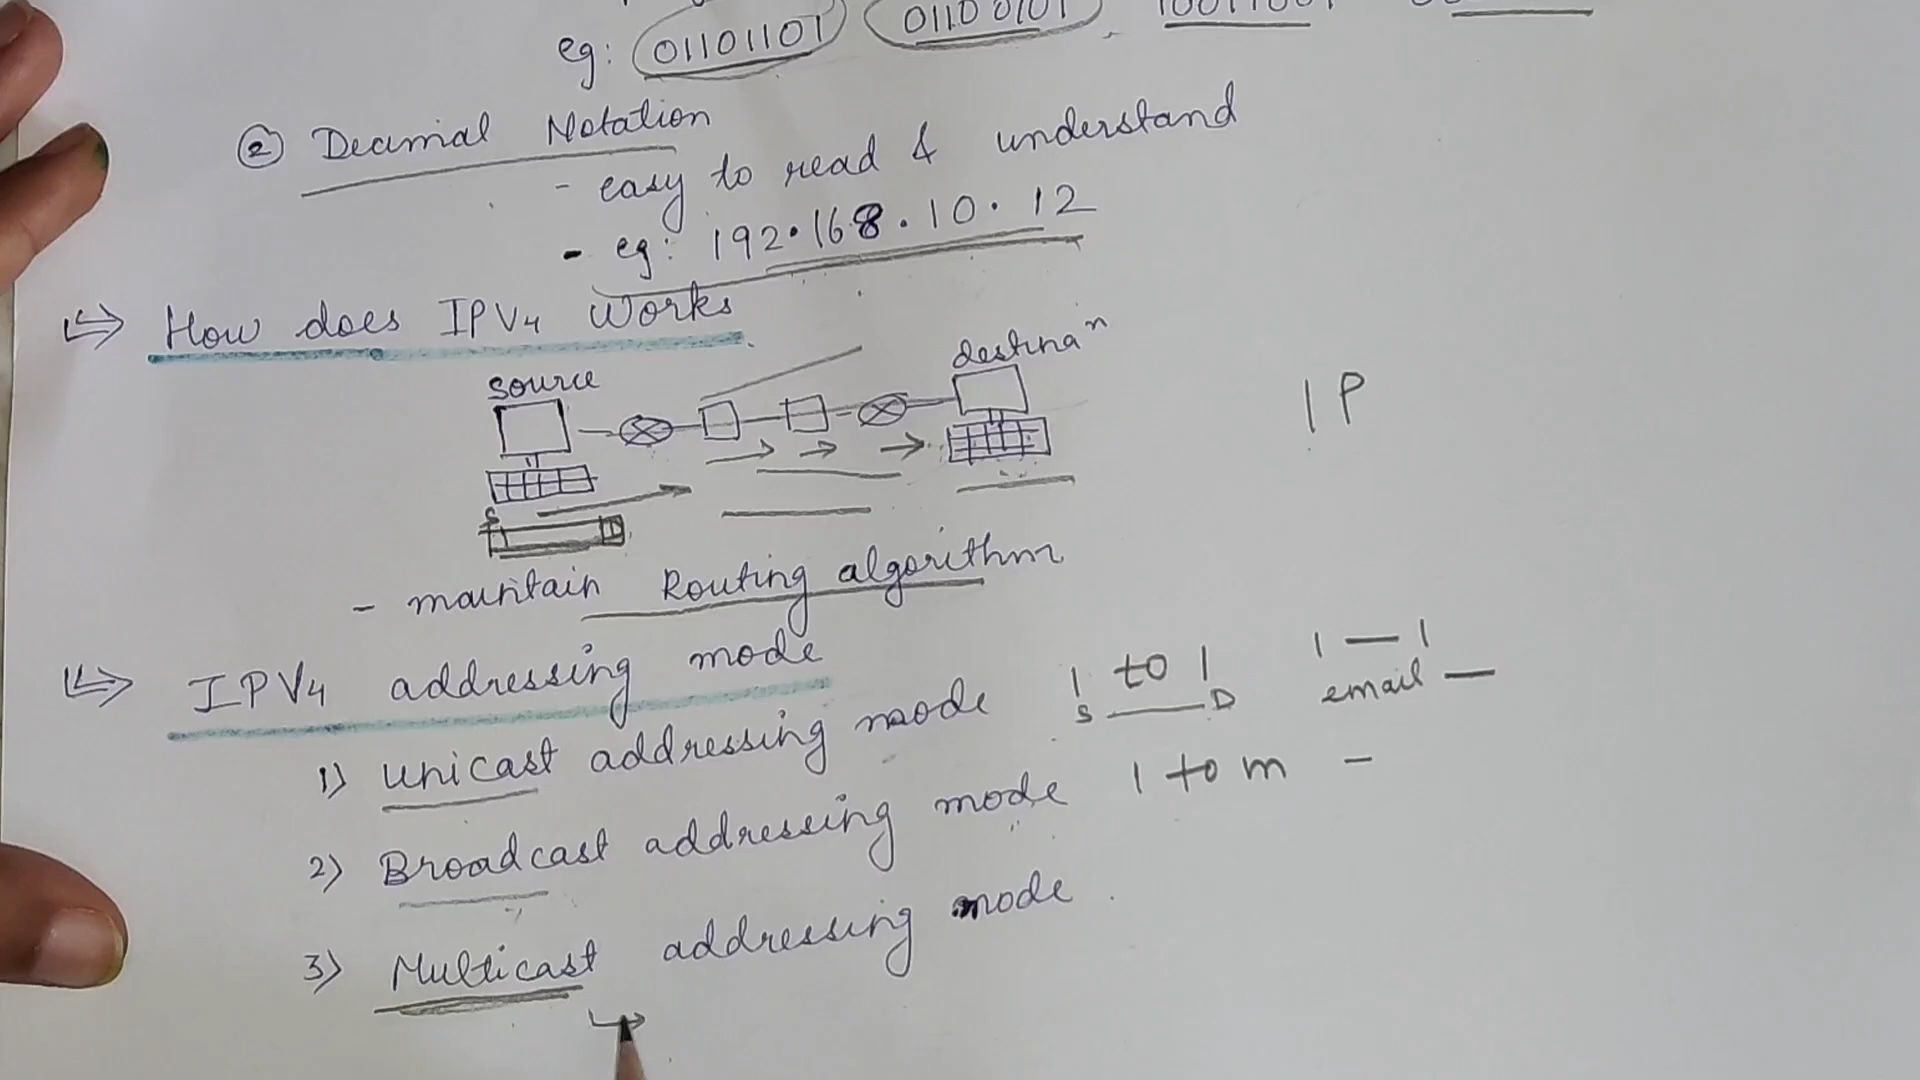 eg: 01101101 01100101
② Decimal Notation
- easy to read & understand
- eg: 192.168.10.12
How does IPV4 Works
source destinaⁿ
IP
S D
- maintain Routing algorithm
IPV4 addressing mode
1) Unicast addressing mode 1 to 1 1 — 1
S — D email —
2) Broadcast addressing mode 1 to m -
3) Multicast addressing mode